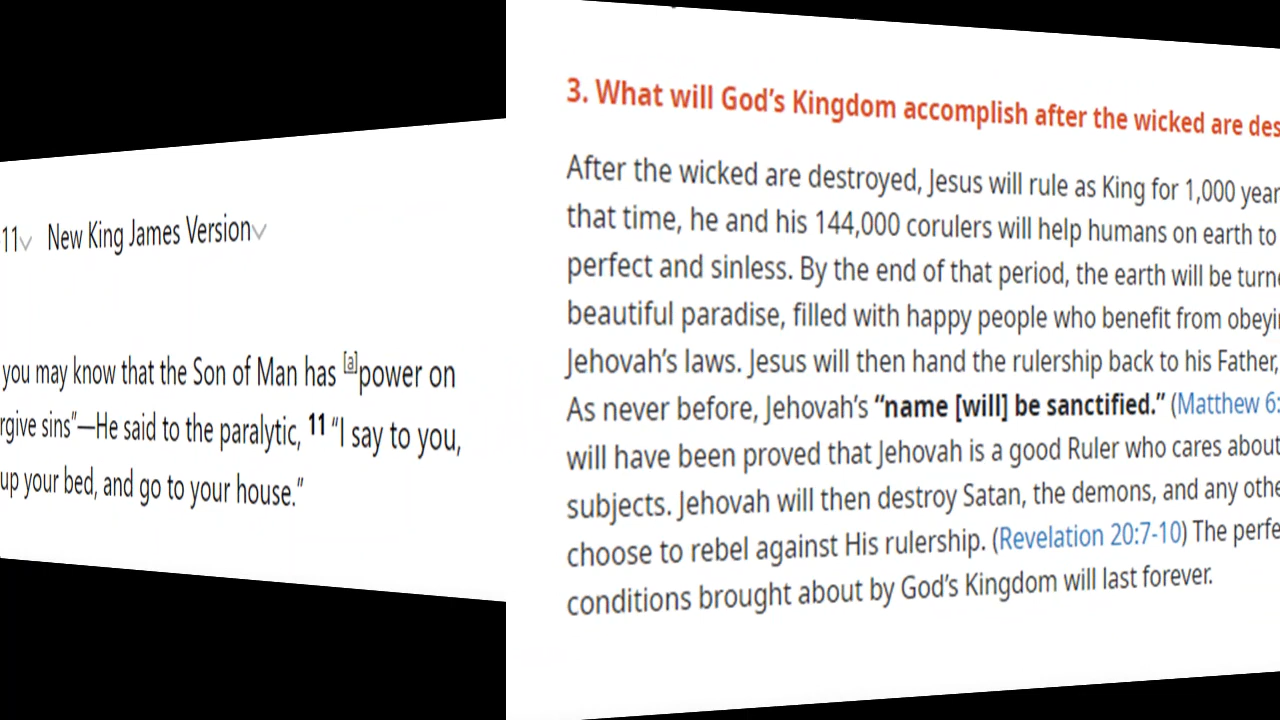 11 New King James Version
you may know that the Son of Man has [a]power on
sins”—He said to the paralytic, 11 “I say to you,
up your bed, and go to your house.”
3. What will God’s Kingdom accomplish after the wicked are
After the wicked are destroyed, Jesus will rule as King for 1,000
that time, he and his 144,000 corulers will help humans on earth to
perfect and sinless. By the end of that period, the earth will be
beautiful paradise, filled with happy people who benefit from
Jehovah’s laws. Jesus will then hand the rulership back to his Father,
As never before, Jehovah’s “name [will] be sanctified.” (Matthew 6:
will have been proved that Jehovah is a good Ruler who cares about
subjects. Jehovah will then destroy Satan, the demons, and any
choose to rebel against His rulership. (Revelation 20:7-10) The
conditions brought about by God’s Kingdom will last forever.